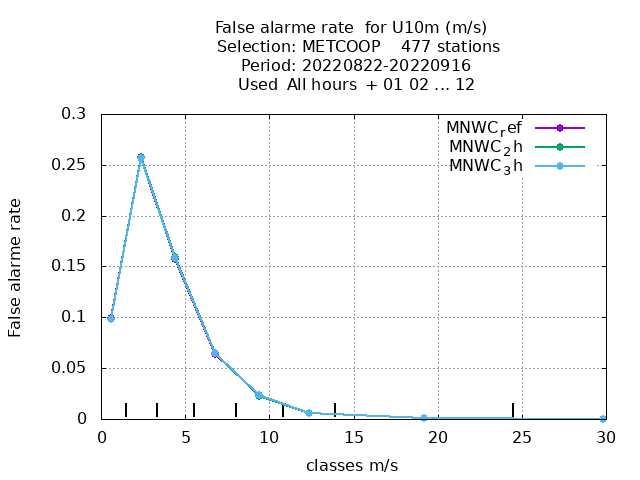 False alarme rate  for U10m (m/s)
Selection: METCOOP    477 stations
Period: 20220822-20220916
Used  All hours  + 01 02 ... 12
MNWC_ref
MNWC_2h
MNWC_3h
0.3
0.25
0.2
0.15
0.1
0.05
0
False alarme rate
0 5 10 15 20 25 30
classes m/s